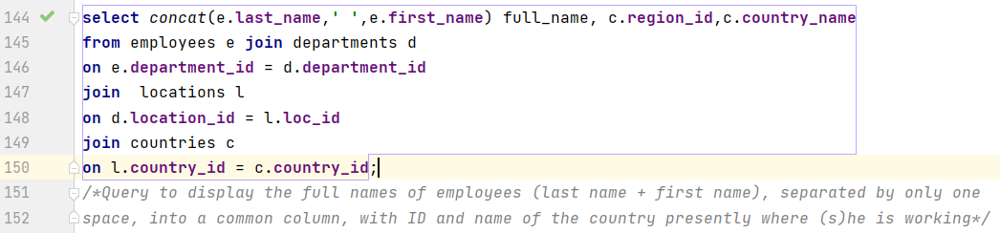 144 select concat(e.last_name,' ',e.first_name) full_name, c.region_id,c.country_name
145 from employees e join departments d
146 on e.department_id = d.department_id
147 join  locations l
148 on d.location_id = l.loc_id
149 join countries c
150 on l.country_id = c.country_id;
151 /*Query to display the full names of employees (last name + first name), separated by only one
152 space, into a common column, with ID and name of the country presently where (s)he is working*/